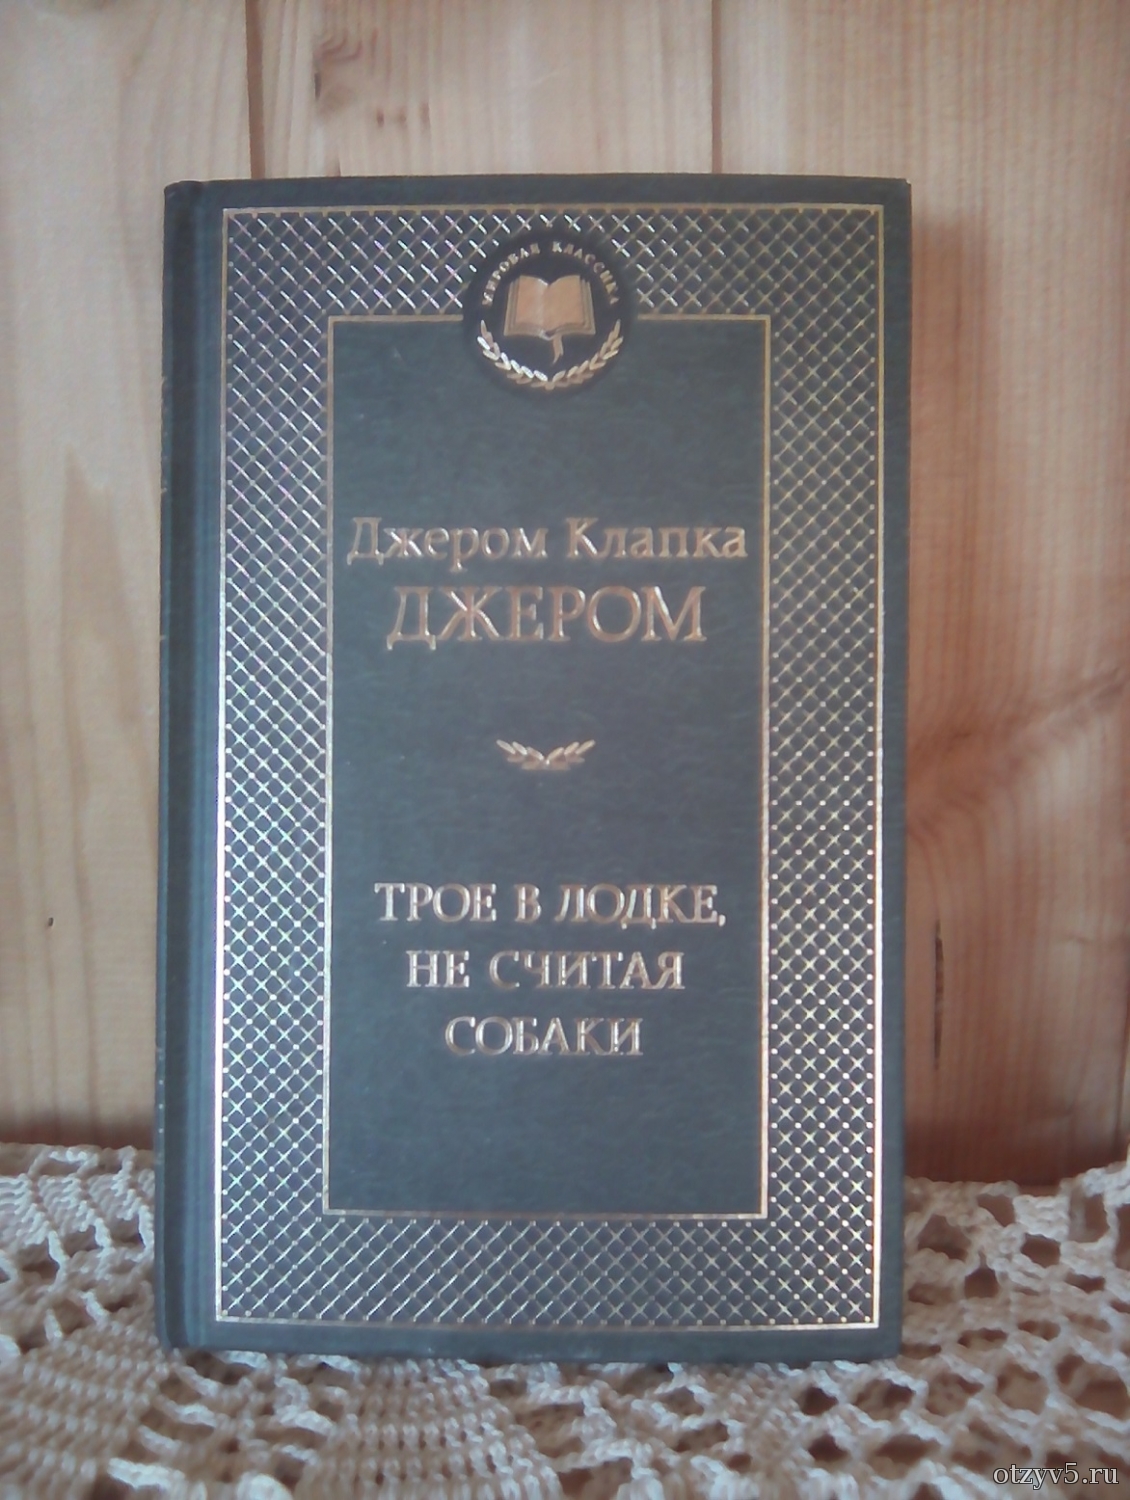 МИРОВАЯ КЛАССИКА
Джером Клапка
ДЖЕРОМ
ТРОЕ В ЛОДКЕ,
НЕ СЧИТАЯ
СОБАКИ
otzyv5.ru